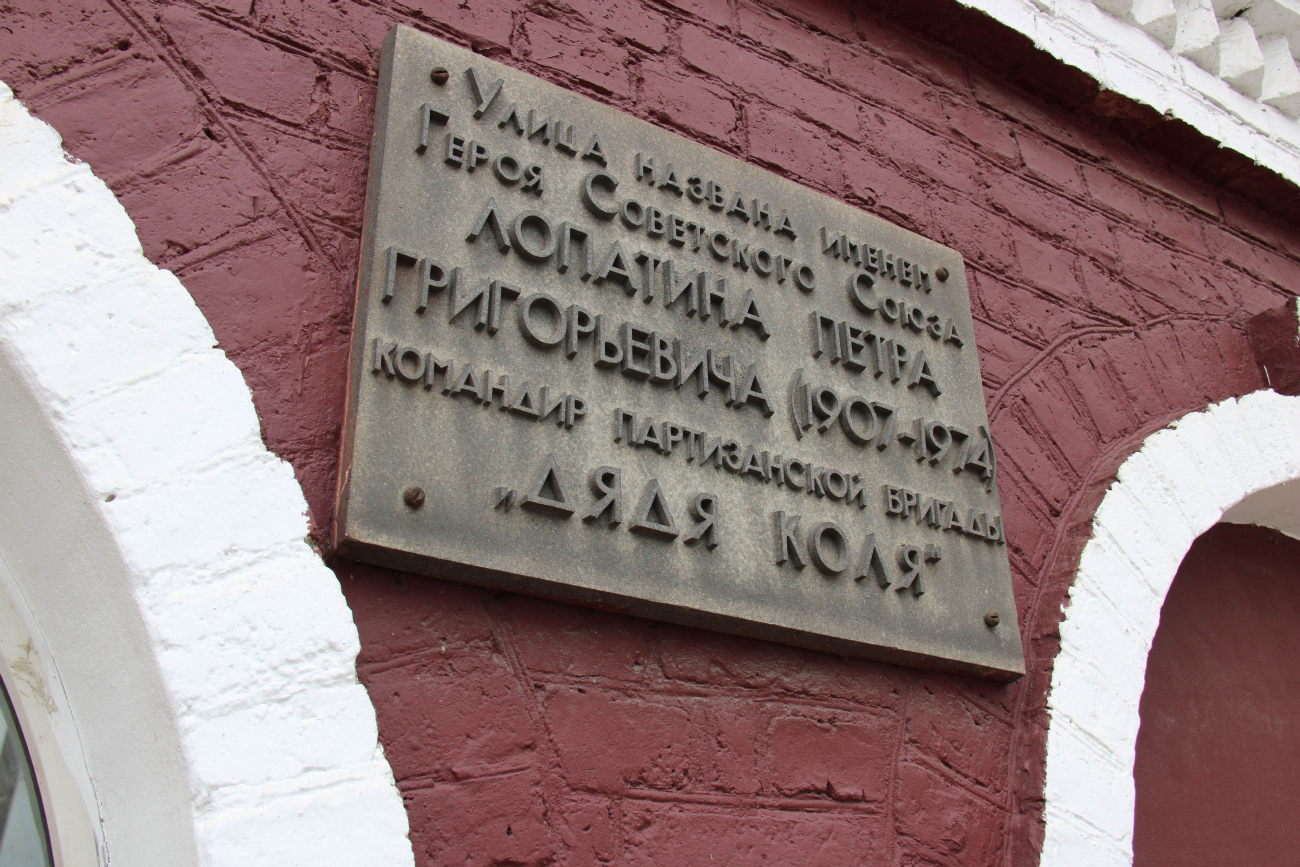 Улица названа именем
Героя Советского Союза
ЛОПАТИНА ПЕТРА
ГРИГОРЬЕВИЧА (1907-1974)
КОМАНДИР ПАРТИЗАНСКОЙ БРИГАДЫ
„ДЯДЯ КОЛЯ"